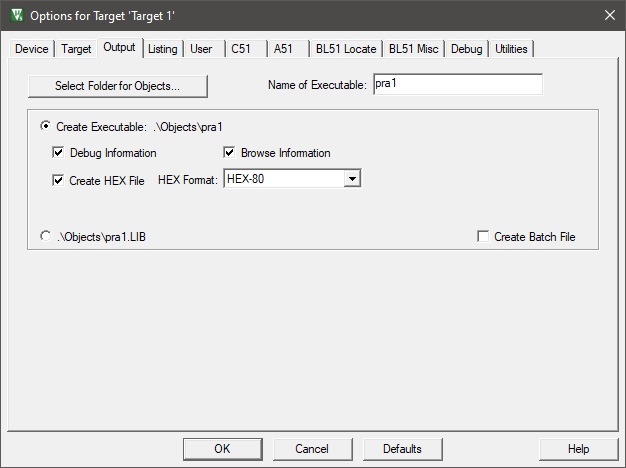 Options for Target 'Target 1'
Device Target Output Listing User C51 A51 BL51 Locate BL51 Misc Debug Utilities
Select Folder for Objects... Name of Executable: pra1
Create Executable: .\Objects\pra1
Debug Information Browse Information
Create HEX File HEX Format: HEX-80
.\Objects\pra1.LIB Create Batch File
OK Cancel Defaults Help